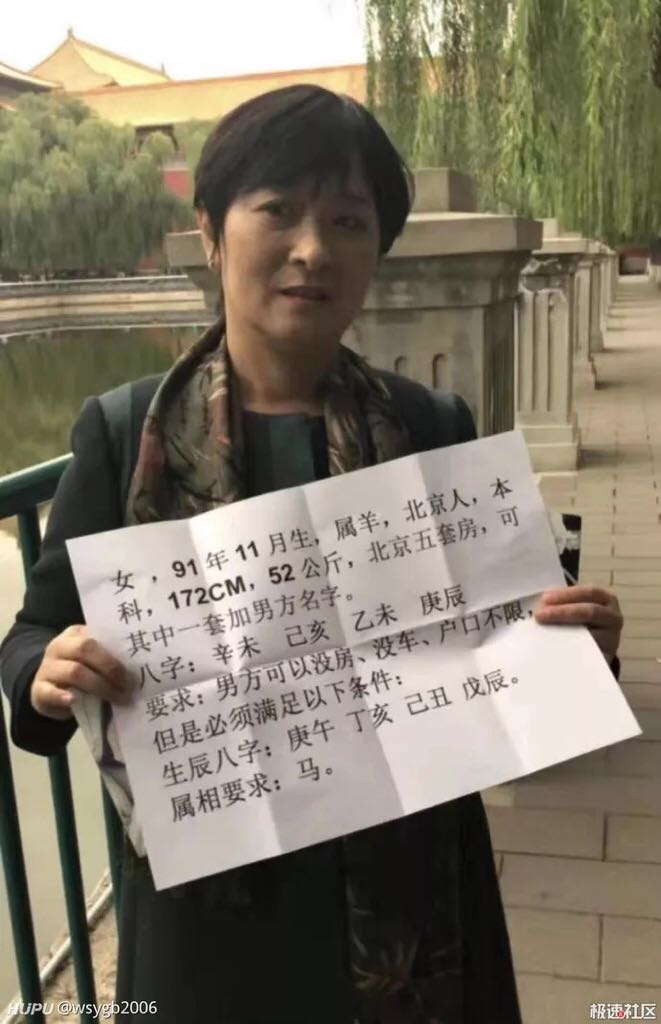 女，91年11月生，属羊，北京人，本
科，172CM，52公斤，北京五套房，可
其中一套加男方名字。
八字：辛未 己亥 乙未 庚辰
要求：男方可以没房、没车、户口不限，
但是必须满足以下条件：
生辰八字：庚午 丁亥 己丑 戊辰。
属相要求：马。
HUPU @wsygb2006
极速社区